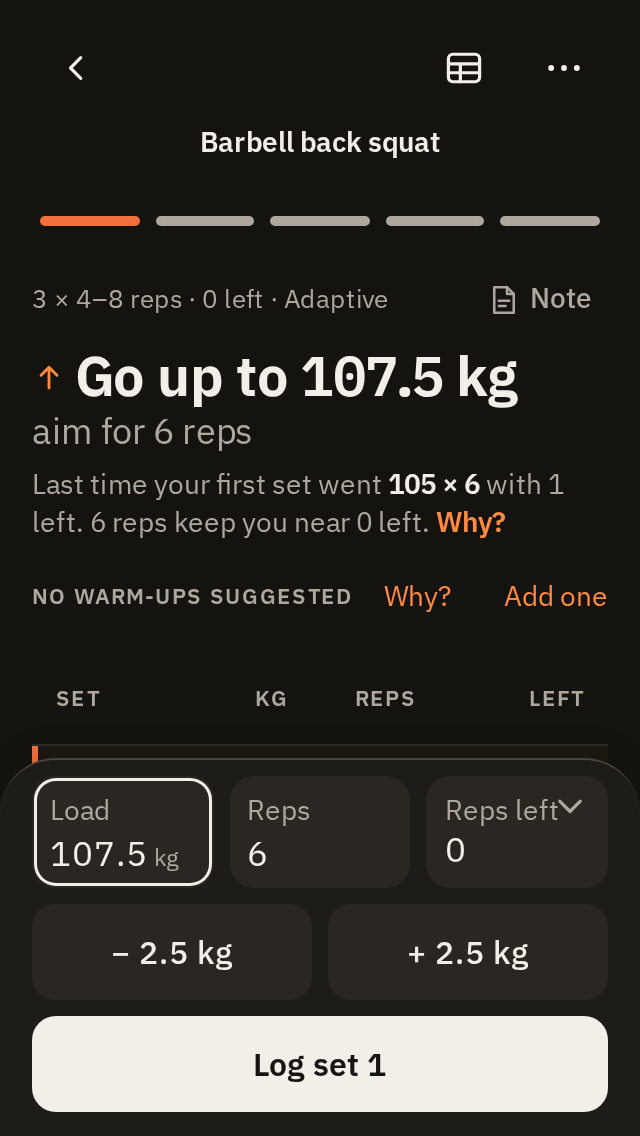 Barbell back squat
3 × 4–8 reps · 0 left · Adaptive
Note
↑ Go up to 107.5 kg
aim for 6 reps
Last time your first set went 105 × 6 with 1
left. 6 reps keep you near 0 left. Why?
NO WARM-UPS SUGGESTED Why? Add one
SET KG REPS LEFT
Load Reps Reps left
107.5 kg 6 0
− 2.5 kg + 2.5 kg
Log set 1